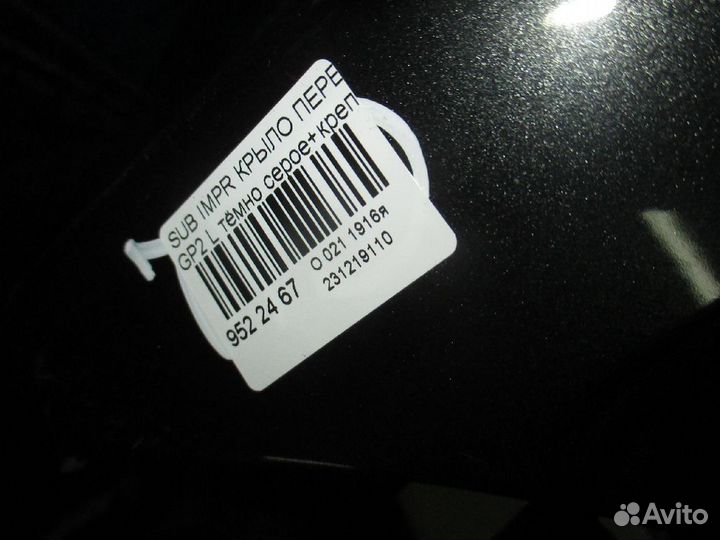 SUB IMPR КРЫЛО ПЕРЕ
GP2 L тёмно серое+креп
952 24 67
О 021 1916я
231219110
Avito